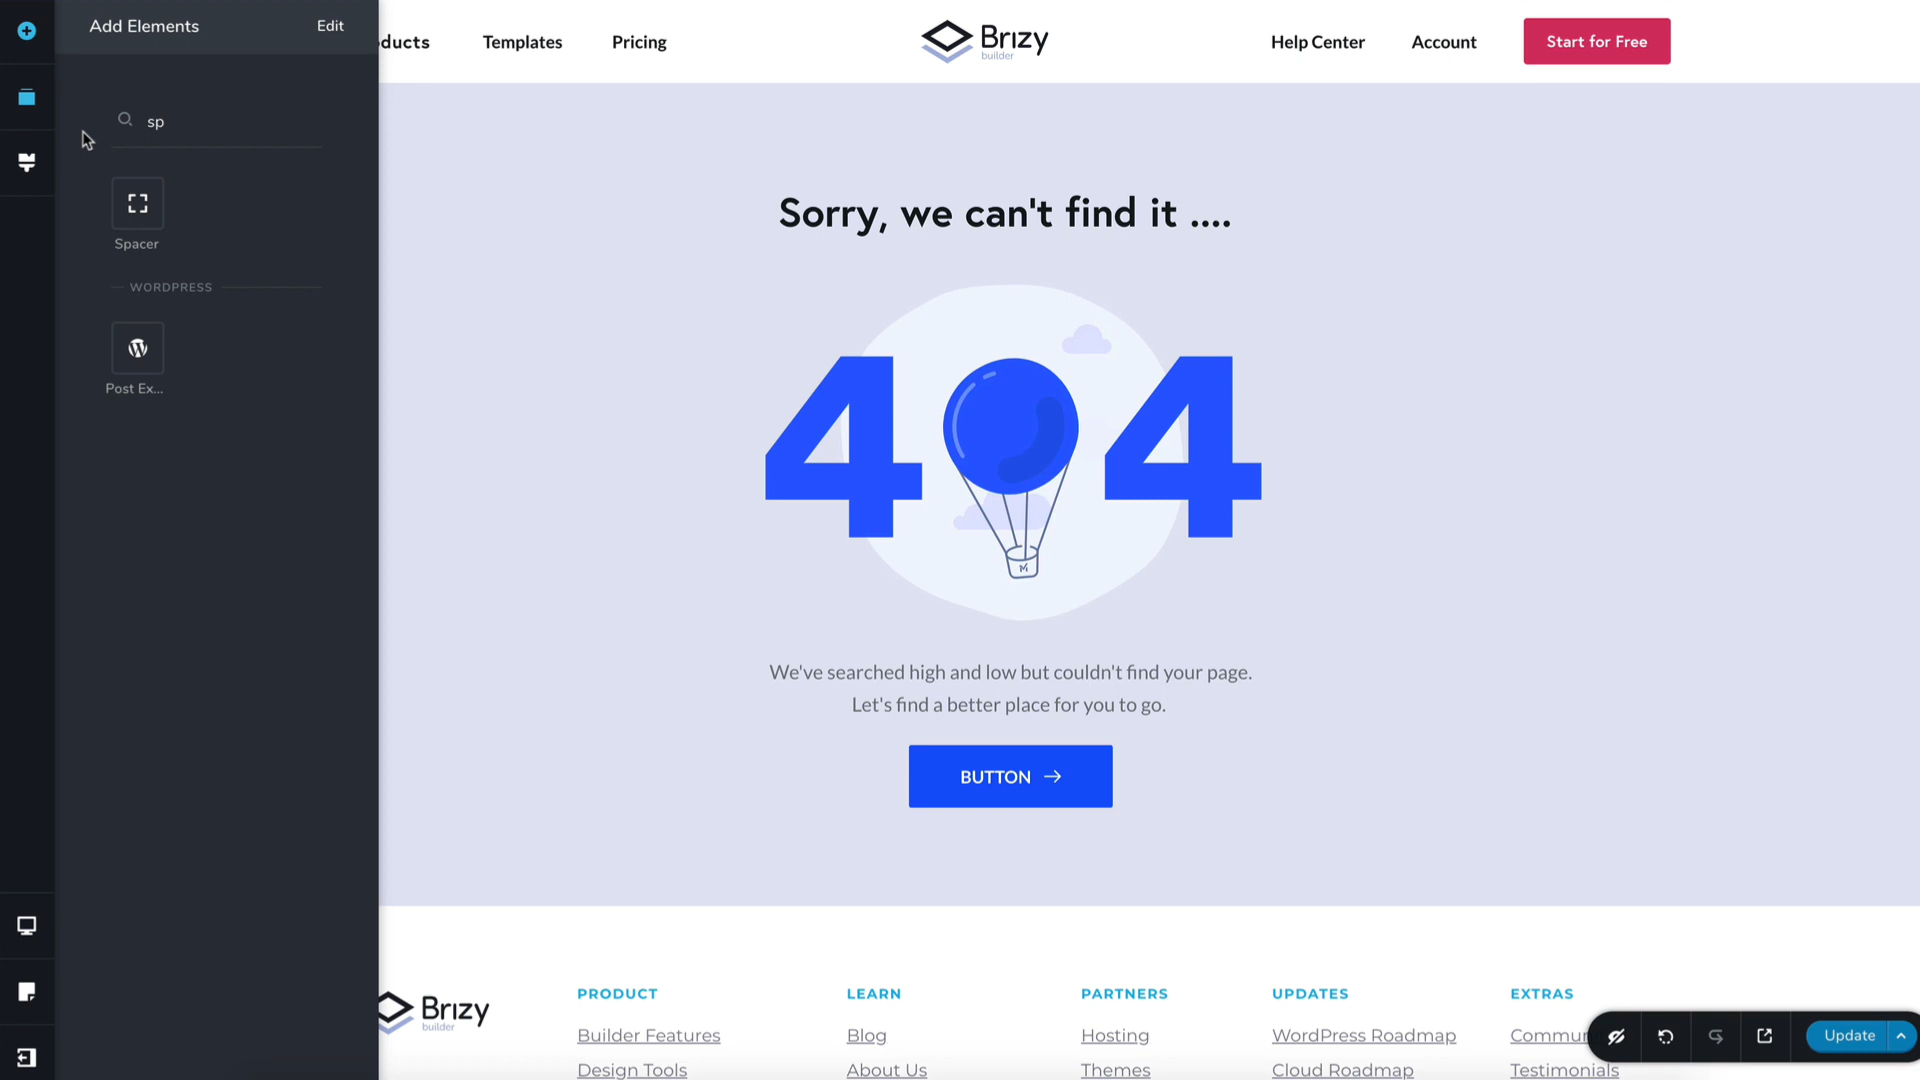 Add Elements
Edit
sp
Spacer
WORDPRESS
Post Ex...
ducts
Templates
Pricing
Brizy
builder
Help Center
Account
Start for Free
Sorry, we can't find it ....
404
We've searched high and low but couldn't find your page.
Let's find a better place for you to go.
BUTTON
Brizy
builder
PRODUCT
Builder Features
Design Tools
LEARN
Blog
About Us
PARTNERS
Hosting
Themes
UPDATES
WordPress Roadmap
Cloud Roadmap
EXTRAS
Commun
Testimonials
Update